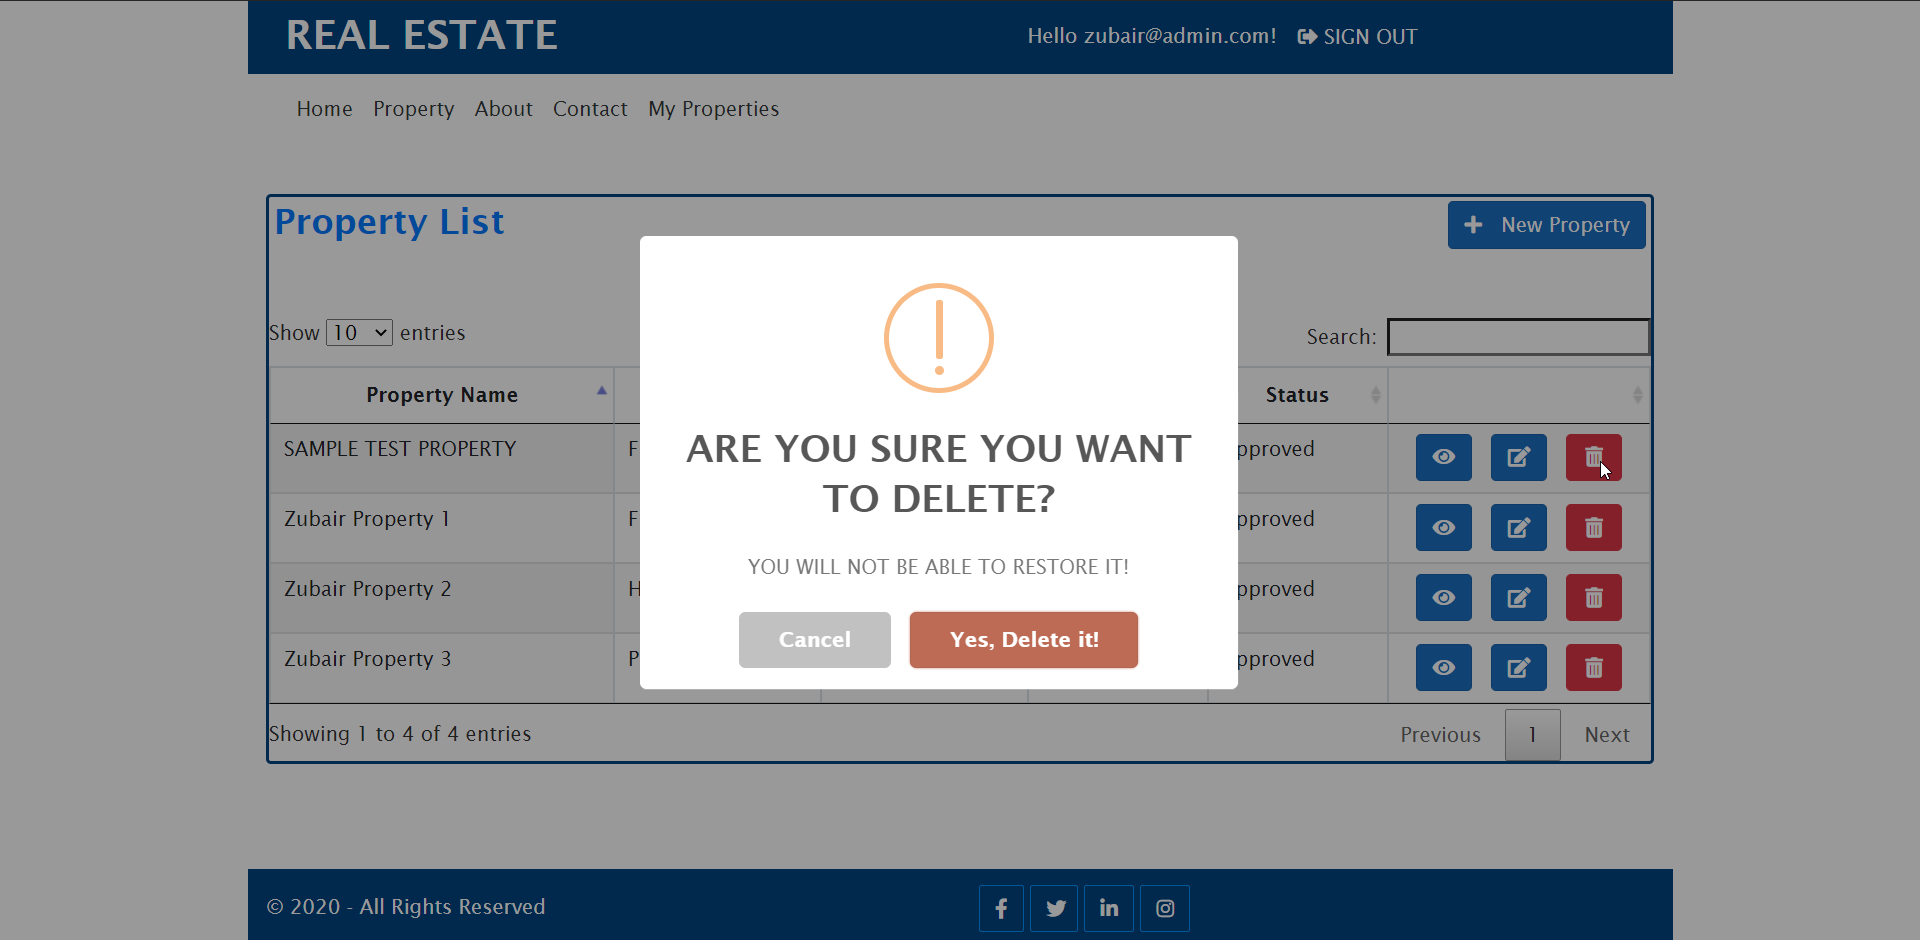 REAL ESTATE
Hello zubair@admin.com! SIGN OUT
Home Property About Contact My Properties
Property List
New Property
Show 10 entries
Search:
Property Name Status
SAMPLE TEST PROPERTY F pproved
Zubair Property 1 F pproved
Zubair Property 2 H pproved
Zubair Property 3 P pproved
ARE YOU SURE YOU WANT
TO DELETE?
YOU WILL NOT BE ABLE TO RESTORE IT!
Cancel Yes, Delete it!
Showing 1 to 4 of 4 entries
Previous 1 Next
© 2020 - All Rights Reserved